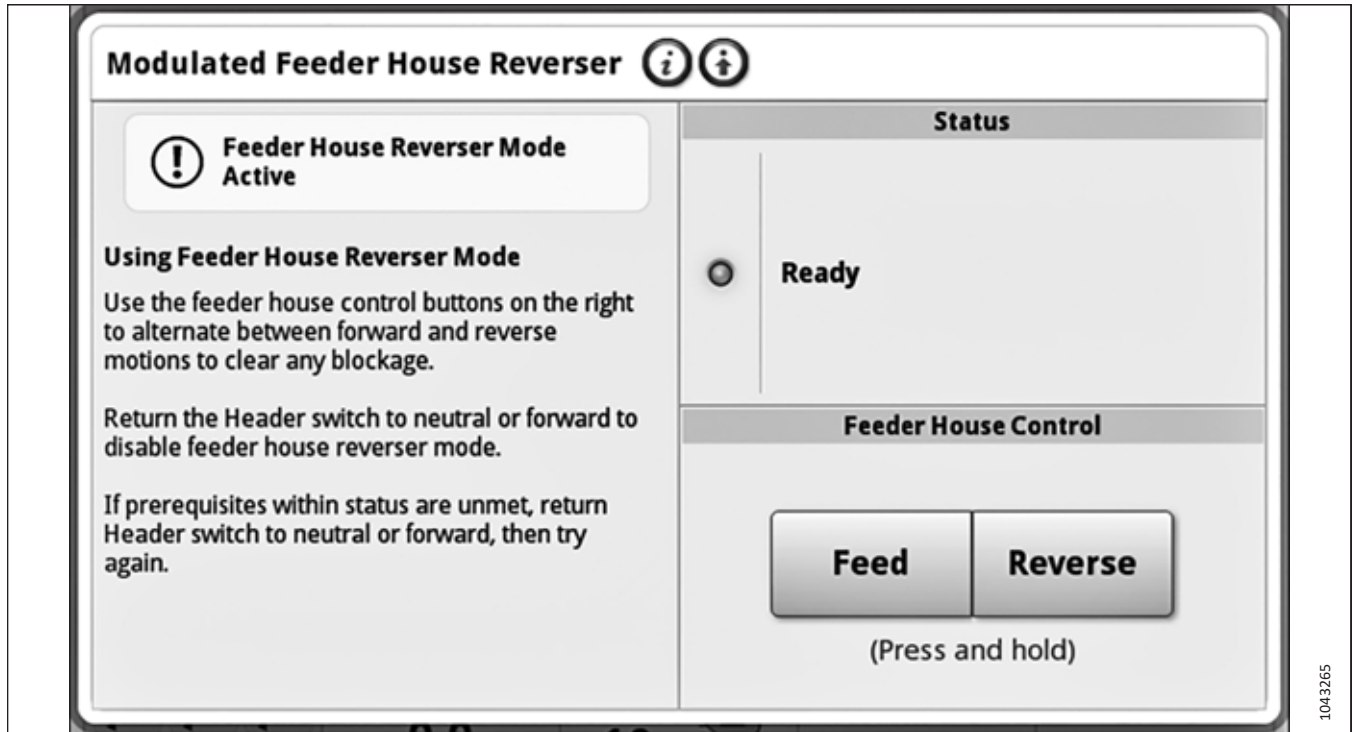 Modulated Feeder House Reverser
Feeder House Reverser Mode
Active
Using Feeder House Reverser Mode
Use the feeder house control buttons on the right
to alternate between forward and reverse
motions to clear any blockage.
Return the Header switch to neutral or forward to
disable feeder house reverser mode.
If prerequisites within status are unmet, return
Header switch to neutral or forward, then try
again.
Status
Ready
Feeder House Control
Feed
Reverse
(Press and hold)
1043265